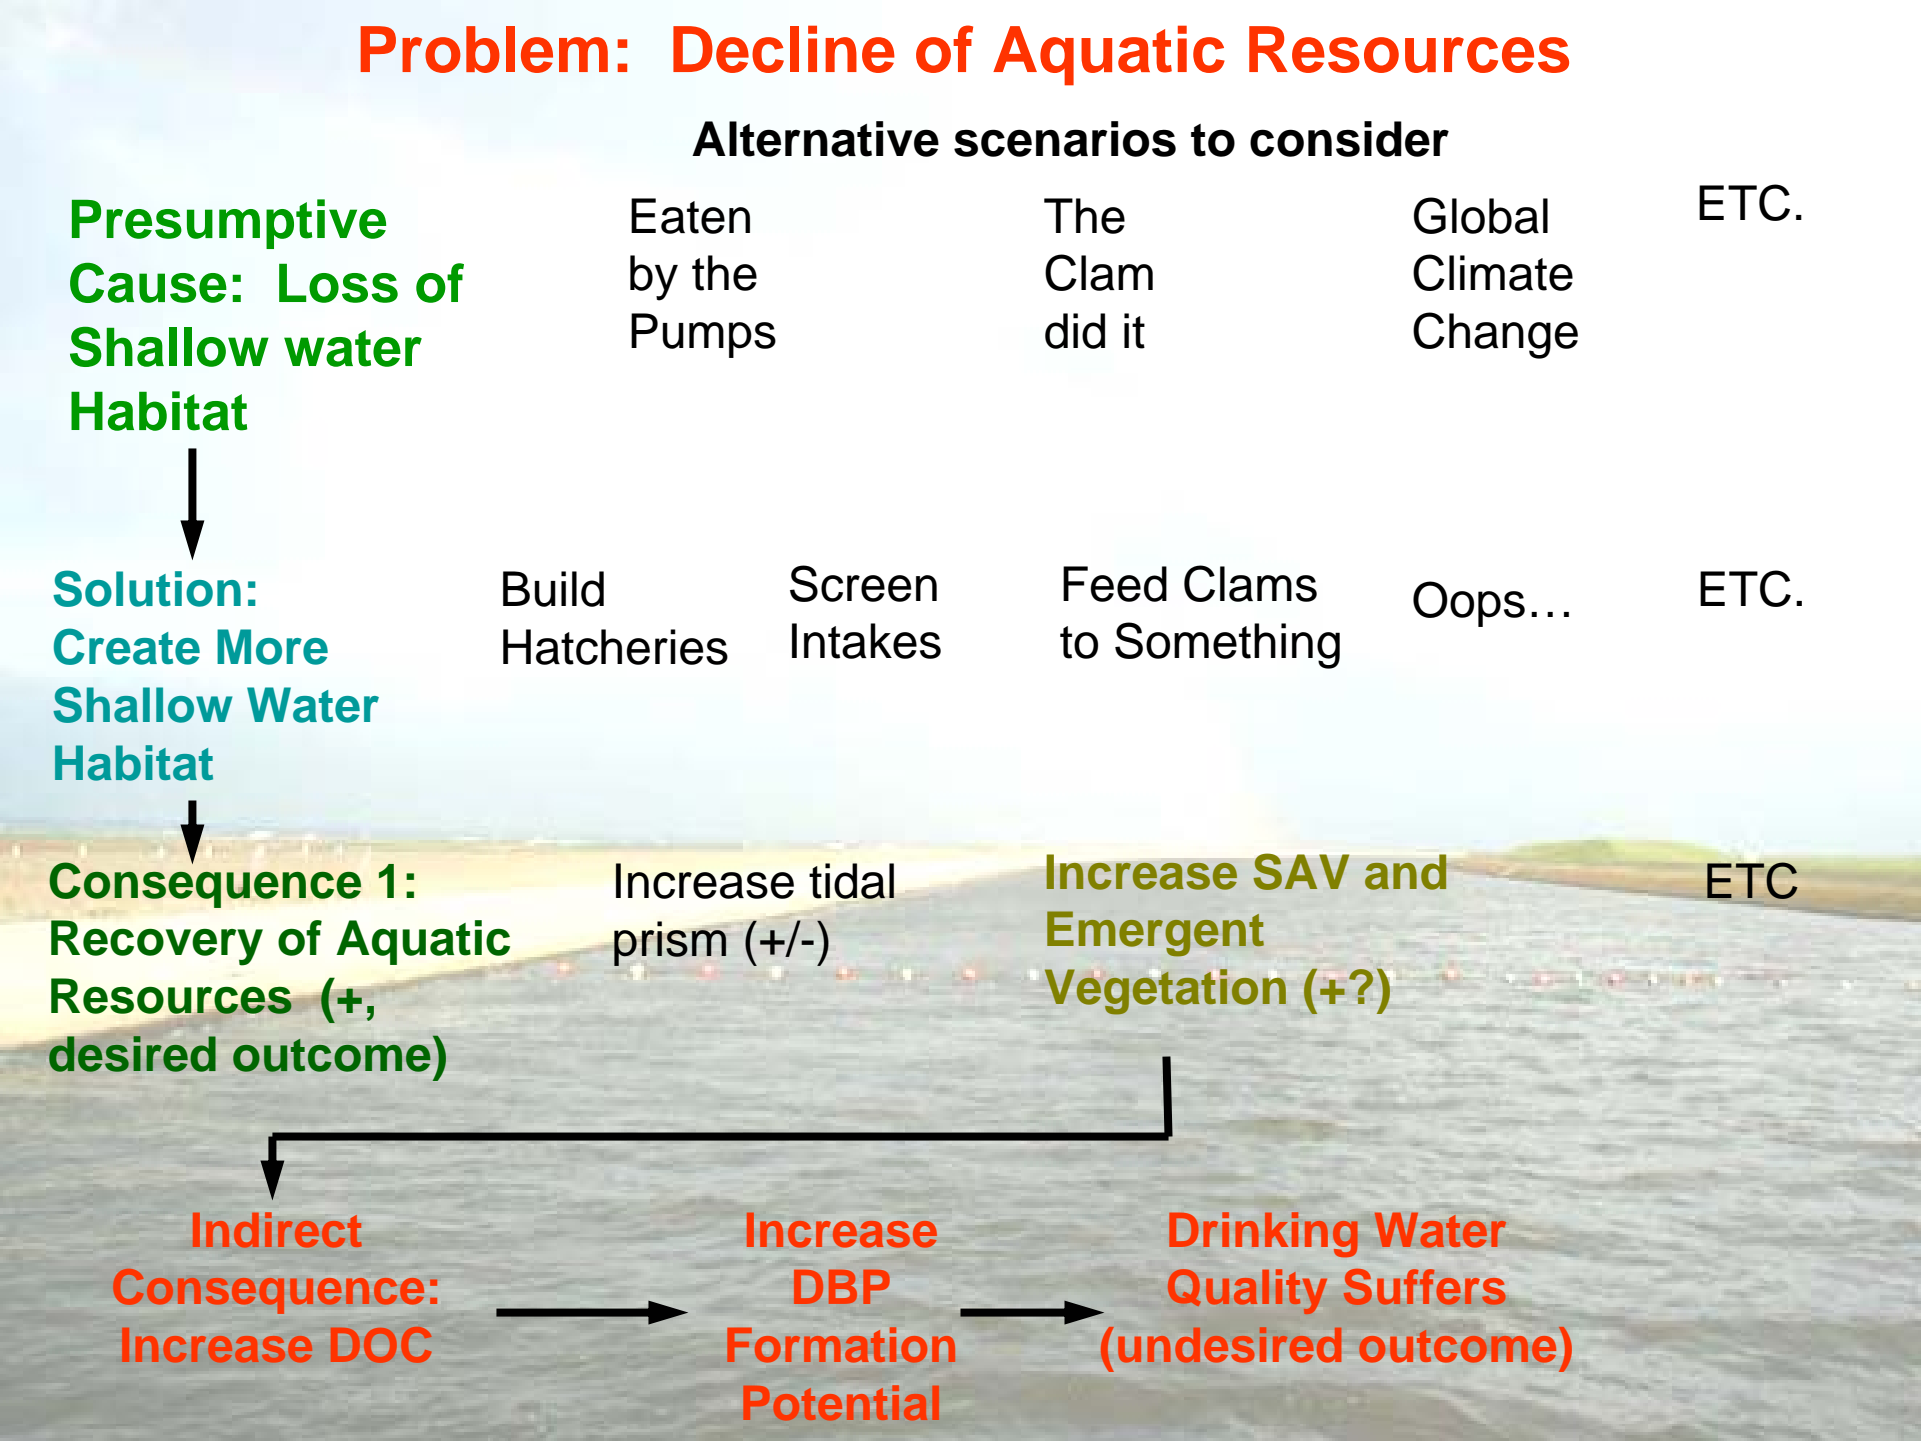 Problem:  Decline of Aquatic Resources
Alternative scenarios to consider
Presumptive
Cause:  Loss of
Shallow water
Habitat
Eaten
by the
Pumps
The
Clam
did it
Global
Climate
Change
ETC.
Solution:
Create More
Shallow Water
Habitat
Build
Hatcheries
Screen
Intakes
Feed Clams
to Something
Oops…
ETC.
Consequence 1:
Recovery of Aquatic
Resources  (+,
desired outcome)
Increase tidal
prism (+/-)
Increase SAV and
Emergent
Vegetation (+?)
ETC
Indirect
Consequence:
Increase DOC
Increase
DBP
Formation
Potential
Drinking Water
Quality Suffers
(undesired outcome)